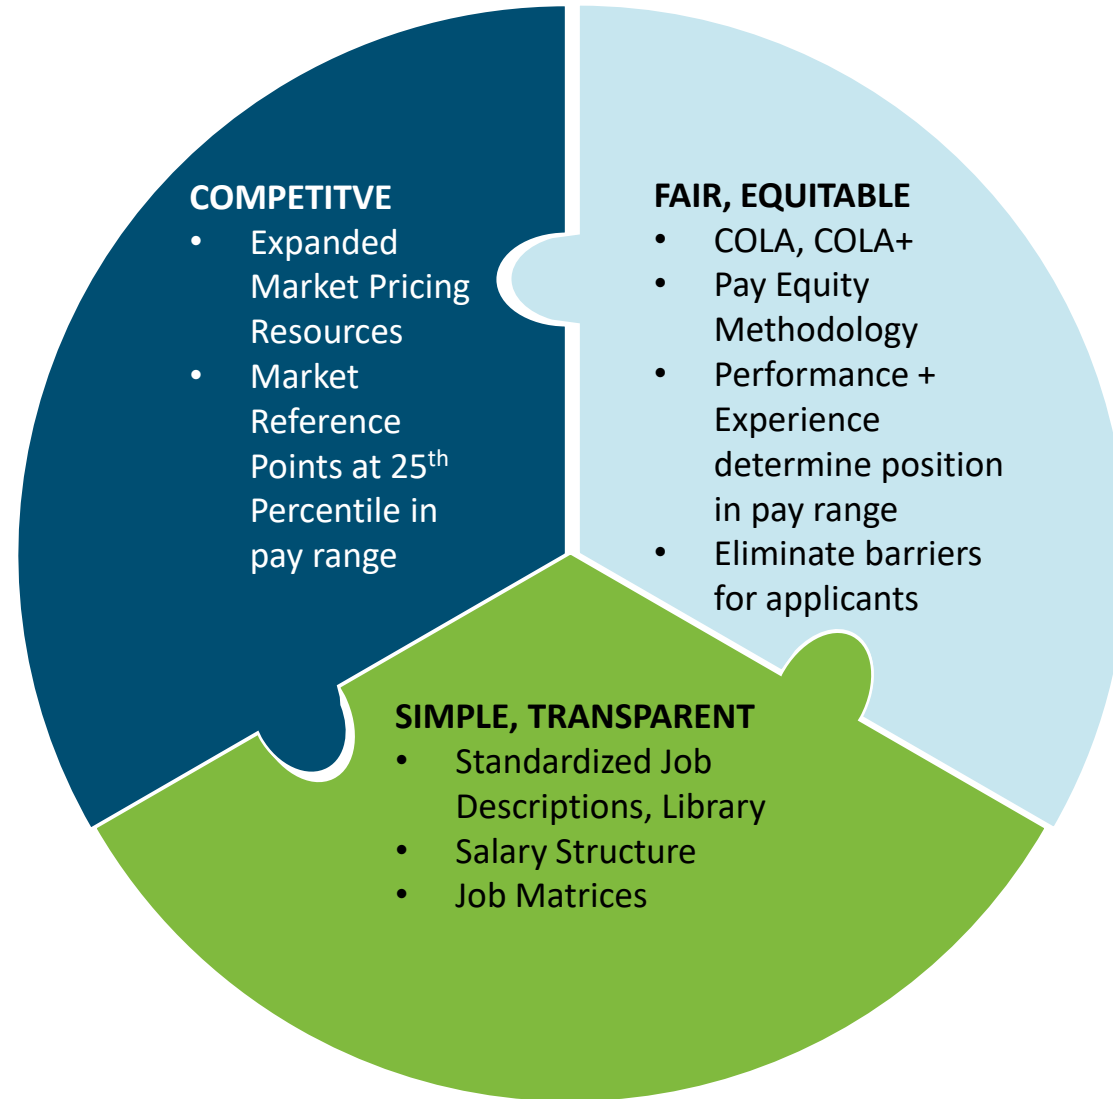 COMPETITVE
• Expanded
Market Pricing
Resources
• Market
Reference
Points at 25th
Percentile in
pay range
FAIR, EQUITABLE
• COLA, COLA+
• Pay Equity
Methodology
• Performance +
Experience
determine position
in pay range
• Eliminate barriers
for applicants
SIMPLE, TRANSPARENT
• Standardized Job
Descriptions, Library
• Salary Structure
• Job Matrices